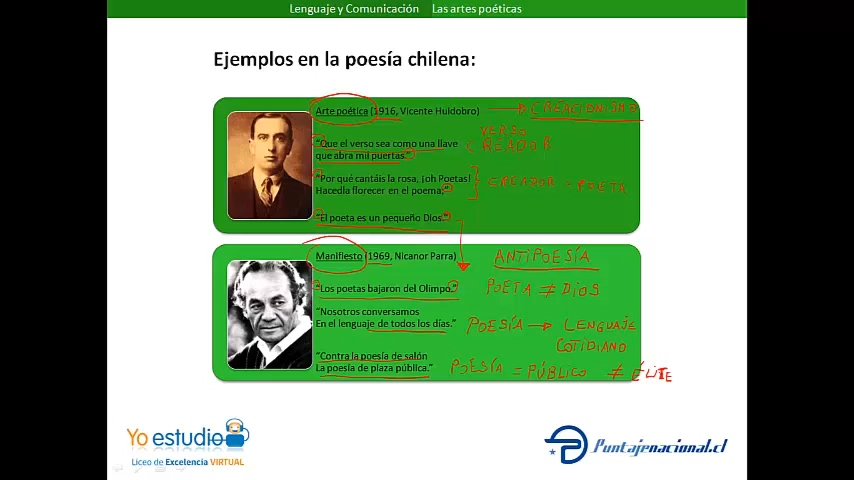 Lenguaje y Comunicación Las artes poéticas
Ejemplos en la poesía chilena:
Arte poética (1916, Vicente Huidobro) → CREACIONISMO
"Que el verso sea como una llave
que abra mil puertas."
VERSO
CREADOR
"Por qué cantáis la rosa, ¡oh Poetas!
Hacedla florecer en el poema;"
CREADOR = POETA
"El poeta es un pequeño Dios."
Manifiesto (1969, Nicanor Parra) ANTIPOESÍA
"Los poetas bajaron del Olimpo." POETA ≠ DIOS
"Nosotros conversamos
En el lenguaje de todos los días."
POESÍA → LENGUAJE
COTIDIANO
"Contra la poesía de salón
La poesía de plaza pública."
POESÍA = PÚBLICO ≠ ÉLITE
Yo estudio
Liceo de Excelencia VIRTUAL
Puntajenacional.cl